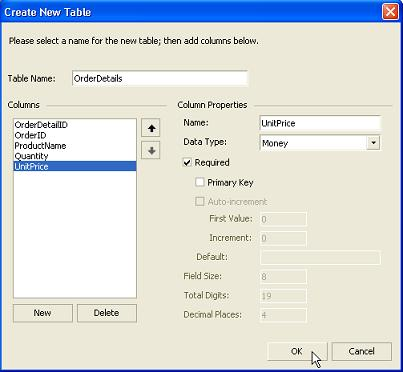 Create New Table
Please select a name for the new table; then add columns below.
Table Name: OrderDetails
Columns
OrderDetailID
OrderID
ProductName
Quantity
UnitPrice
New Delete
Column Properties
Name: UnitPrice
Data Type: Money
Required
Primary Key
Auto-increment
First Value: 0
Increment: 0
Default:
Field Size: 8
Total Digits: 19
Decimal Places: 4
OK Cancel